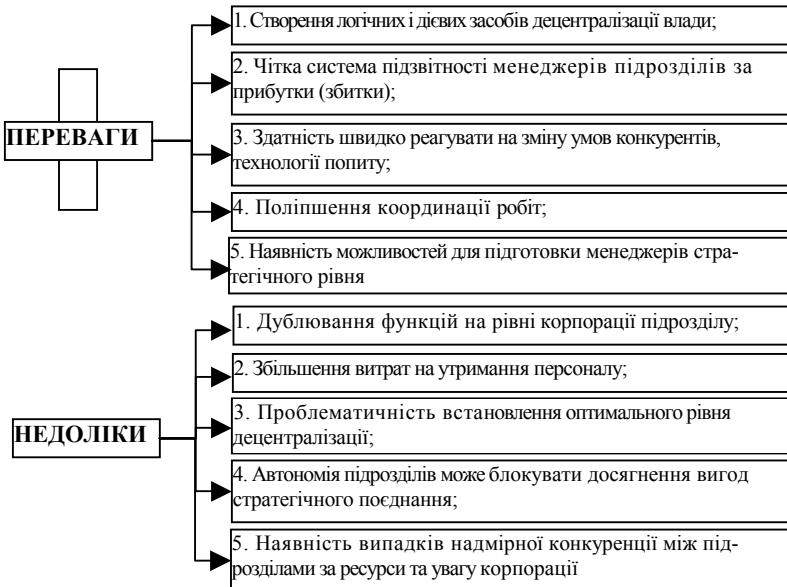 ПЕРЕВАГИ
1. Створення логічних і дієвих засобів децентралізації влади;
2. Чітка система підзвітності менеджерів підрозділів за
прибутки (збитки);
3. Здатність швидко реагувати на зміну умов конкурентів,
технології попиту;
4. Поліпшення координації робіт;
5. Наявність можливостей для підготовки менеджерів стра-
тегічного рівня
НЕДОЛІКИ
1. Дублювання функцій на рівні корпорації підрозділу;
2. Збільшення витрат на утримання персоналу;
3. Проблематичність встановлення оптимального рівня
децентралізації;
4. Автономія підрозділів може блокувати досягнення вигод
стратегічного поєднання;
5. Наявність випадків надмірної конкуренції між під-
розділами за ресурси та увагу корпорації